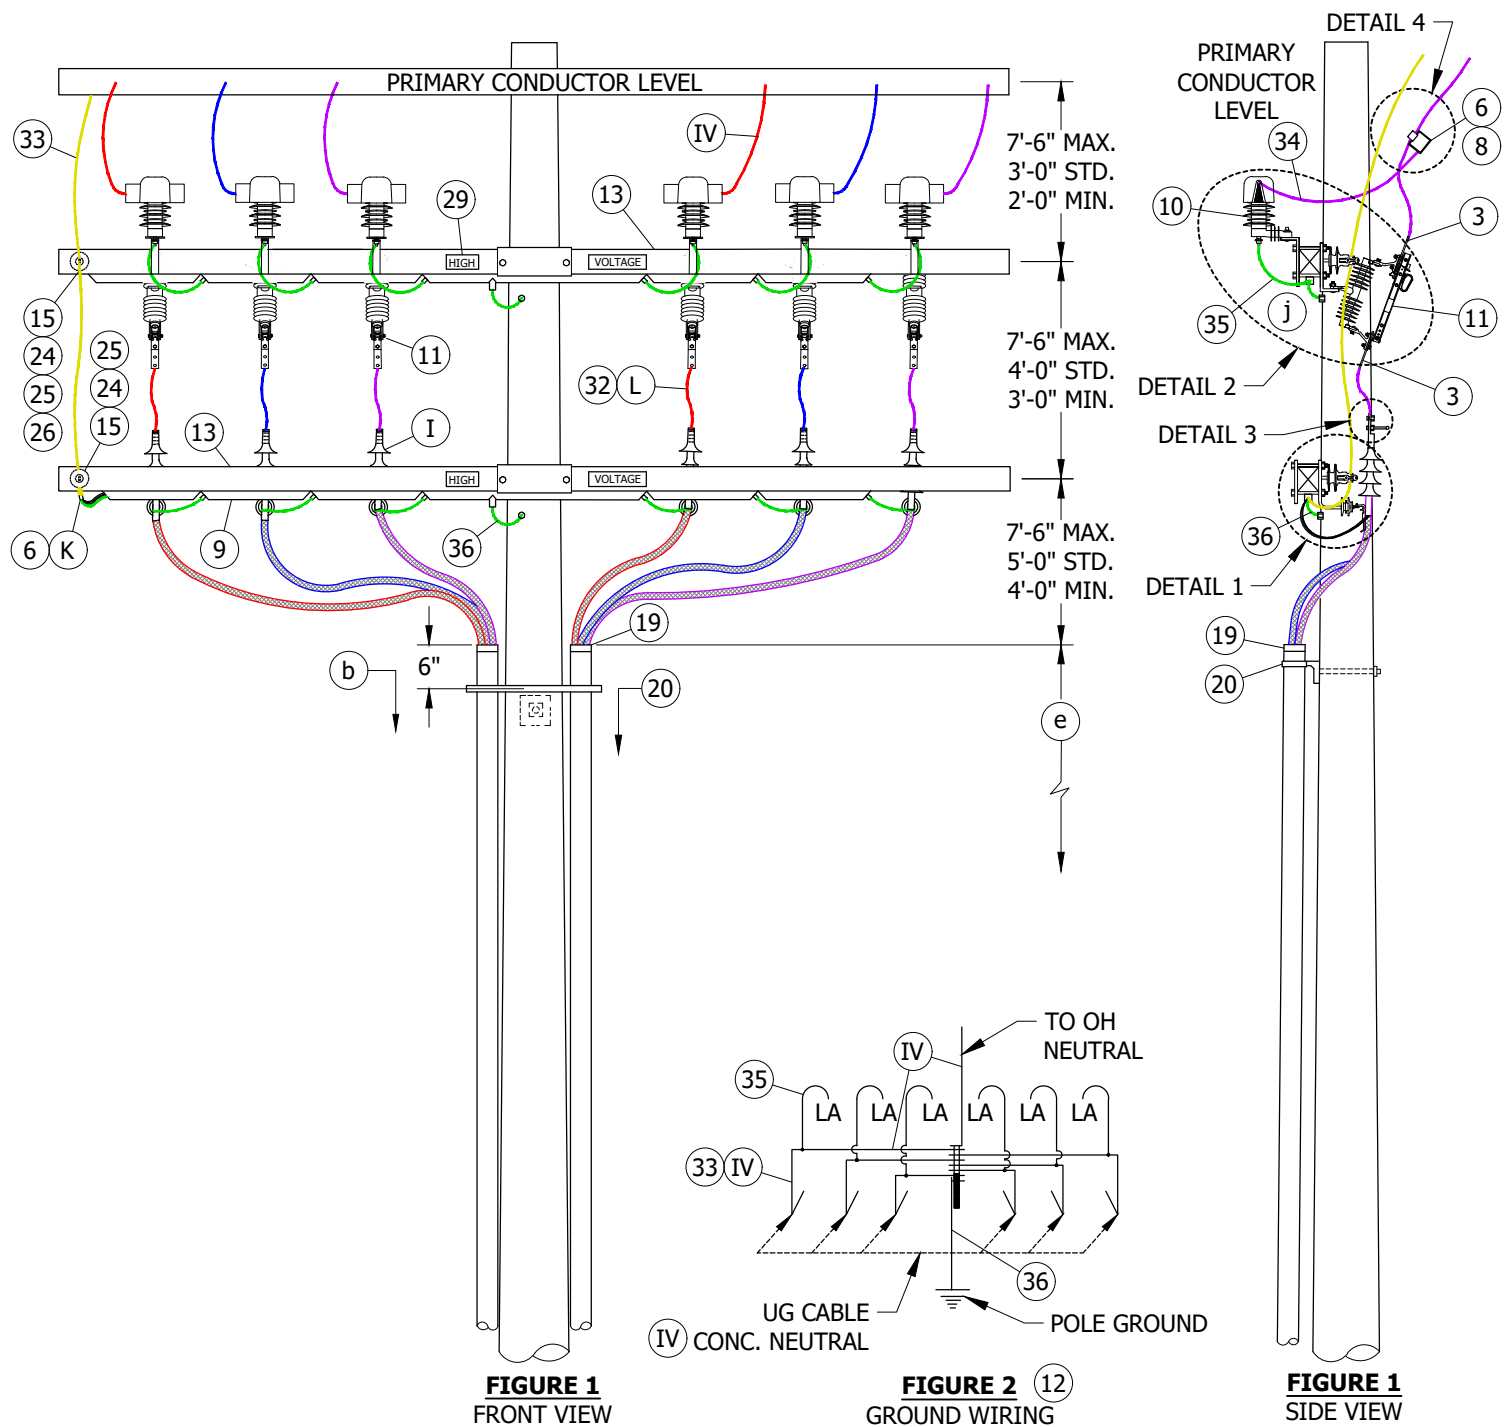 DETAIL 4
PRIMARY
CONDUCTOR
LEVEL
PRIMARY CONDUCTOR LEVEL
33
IV
7'-6" MAX.
3'-0" STD.
2'-0" MIN.
34
6
8
10
3
29
13
HIGH
VOLTAGE
15
24
25
26
25
24
15
11
35
j
11
7'-6" MAX.
4'-0" STD.
3'-0" MIN.
32
L
DETAIL 2
3
13
I
DETAIL 3
HIGH
VOLTAGE
6
K
9
36
7'-6" MAX.
5'-0" STD.
4'-0" MIN.
36
DETAIL 1
19
19
b
6"
20
20
e
TO OH
NEUTRAL
IV
35
LA
LA
LA
LA
LA
LA
33
IV
36
UG CABLE
IV
CONC. NEUTRAL
POLE GROUND
FIGURE 1
FRONT VIEW
FIGURE 2
12
GROUND WIRING
FIGURE 1
SIDE VIEW